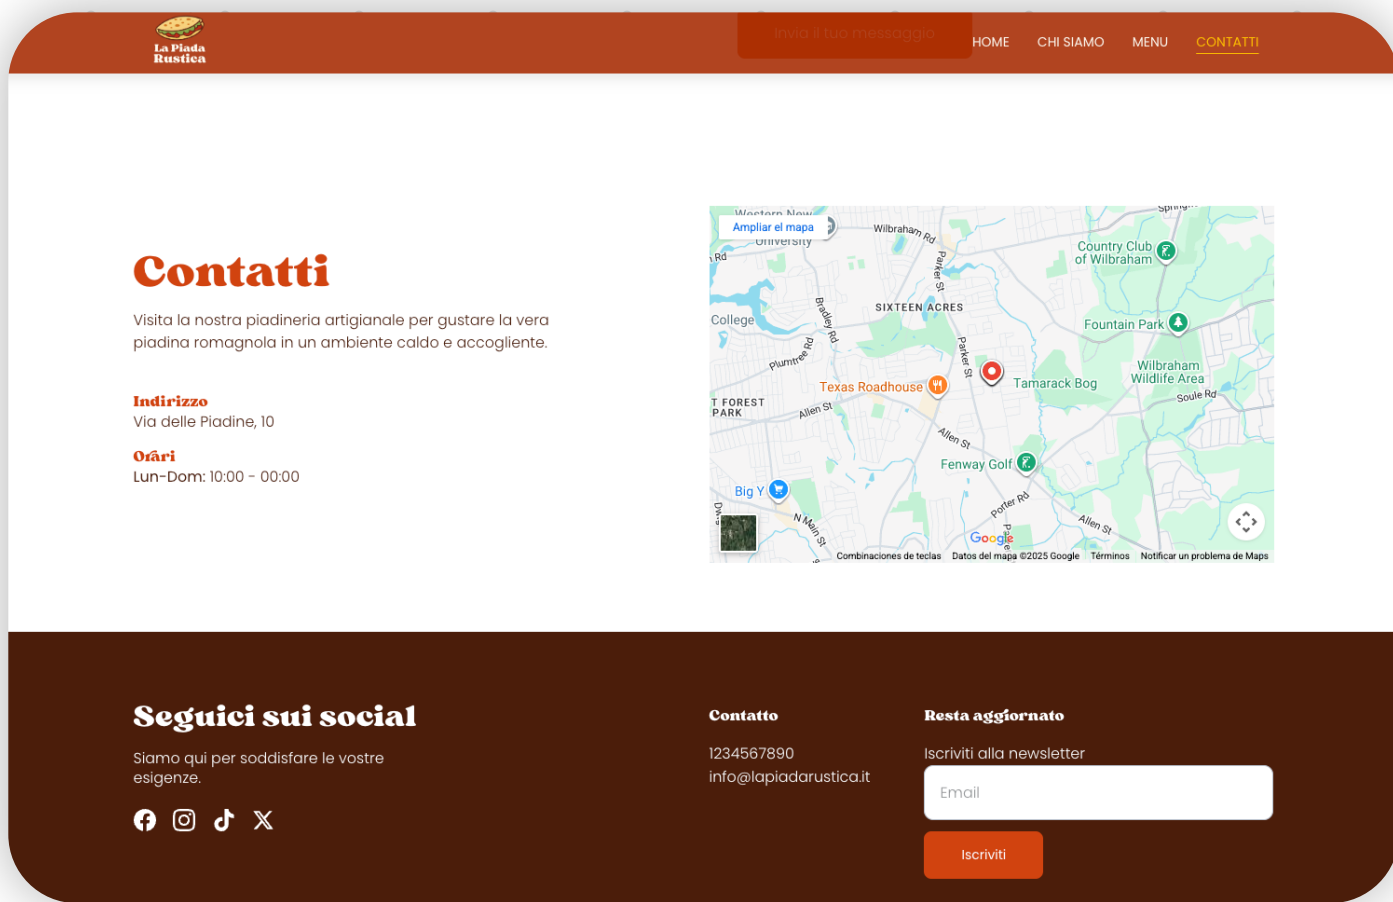 La Piada
Rustica
Invia il tuo messaggio
HOME
CHI SIAMO
MENU
CONTATTI
Contatti
Visita la nostra piadineria artigianale per gustare la vera
piadina romagnola in un ambiente caldo e accogliente.
Indirizzo
Via delle Piadine, 10
Orari
Lun-Dom: 10:00 - 00:00
Western New
University
Ampliar el mapa
Wilbraham Rd
Rd
Parker St
Country Club
of Wilbraham
SIXTEEN ACRES
College
Bradley Rd
Fountain Park
Plumtree Rd
Parker St
Texas Roadhouse
Tamarack Bog
Wilbraham
Wildlife Area
Soule Rd
T FOREST
PARK
Allen St
Allen St
Fenway Golf
Big Y
Porter Rd
N Main St
Allen St
Google
Combinaciones de teclas
Datos del mapa ©2025 Google
Términos
Notificar un problema de Maps
Seguici sui social
Siamo qui per soddisfare le vostre
esigenze.
Contatto
1234567890
info@lapiadarustica.it
Resta aggiornato
Iscriviti alla newsletter
Email
Iscriviti